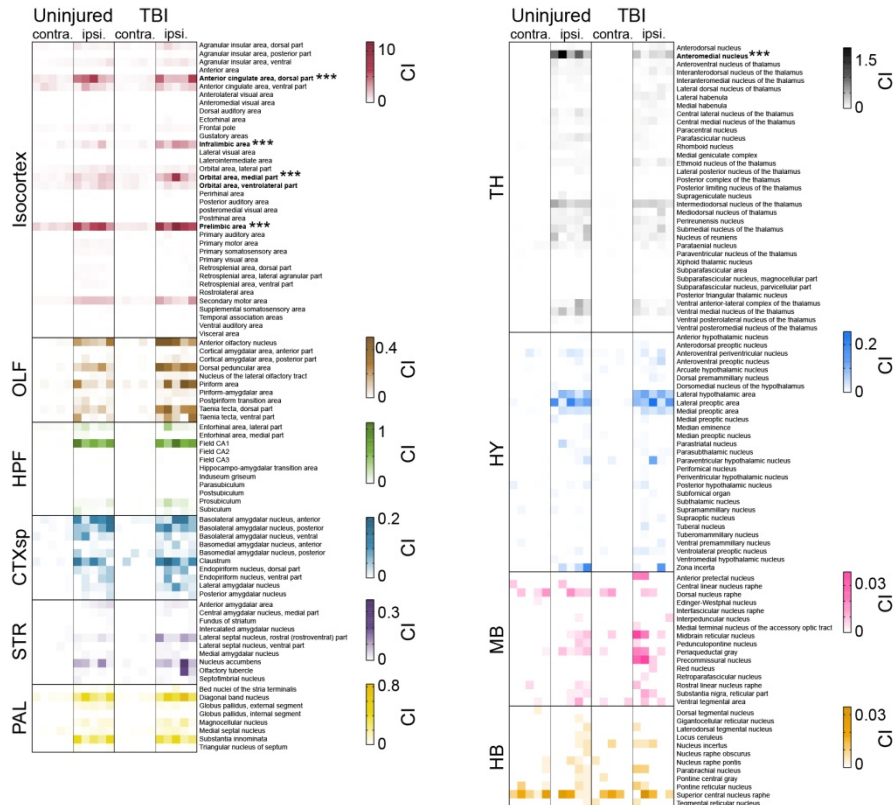 Uninjured TBI
contra. ipsi. contra. ipsi.
Isocortex
Agranular insular area, dorsal part
Agranular insular area, posterior part
Agranular insular area, ventral
Anterior area
Anterior cingulate area, dorsal part ***
Anterior cingulate area, ventral part
Anterolateral visual area
Anteromedial visual area
Dorsal auditory area
Ectorhinal area
Frontal pole
Gustatory areas
Infralimbic area ***
Lateral visual area
Laterointermediate area
Orbital area, lateral part
Orbital area, medial part ***
Orbital area, ventrolateral part
Perirhinal area
Posterior auditory area
posteromedial visual area
Postrhinal area
Prelimbic area ***
Primary auditory area
Primary motor area
Primary somatosensory area
Primary visual area
Retrosplenial area, dorsal part
Retrosplenial area, lateral agranular part
Retrosplenial area, ventral part
Rostrolateral area
Secondary motor area
Supplemental somatosensory area
Temporal association areas
Ventral auditory area
Visceral area
10
0
CI
OLF
Anterior olfactory nucleus
Cortical amygdalar area, anterior part
Cortical amygdalar area, posterior part
Dorsal peduncular area
Nucleus of the lateral olfactory tract
Piriform area
Piriform-amygdalar area
Postpiriform transition area
Taenia tecta, dorsal part
Taenia tecta, ventral part
0.4
0
CI
HPF
Entorhinal area, lateral part
Entorhinal area, medial part
Field CA1
Field CA2
Field CA3
Hippocampo-amygdalar transition area
Induseum griseum
Parasubiculum
Postsubiculum
Prosubiculum
Subiculum
1
0
CI
CTXsp
Basolateral amygdalar nucleus, anterior
Basolateral amygdalar nucleus, posterior
Basolateral amygdalar nucleus, ventral
Basomedial amygdalar nucleus, anterior
Basomedial amygdalar nucleus, posterior
Claustrum
Endopiriform nucleus, dorsal part
Endopiriform nucleus, ventral part
Lateral amygdalar nucleus
Posterior amygdalar nucleus
0.2
0
CI
STR
Anterior amygdalar area
Central amygdalar nucleus, medial part
Fundus of striatum
Intercalated amygdalar nucleus
Lateral septal nucleus, rostral (rostroventral) part
Lateral septal nucleus, ventral part
Medial amygdalar nucleus
Nucleus accumbens
Olfactory tubercle
Septofimbrial nucleus
0.3
0
CI
PAL
Bed nuclei of the stria terminalis
Diagonal band nucleus
Globus pallidus, external segment
Globus pallidus, internal segment
Magnocellular nucleus
Medial septal nucleus
Substantia innominata
Triangular nucleus of septum
0.8
0
CI
Uninjured TBI
contra. ipsi. contra. ipsi.
TH
Anterodorsal nucleus
Anteromedial nucleus ***
Anteroventral nucleus of thalamus
Interanterodorsal nucleus of the thalamus
Interanteromedial nucleus of the thalamus
Lateral dorsal nucleus of thalamus
Lateral habenula
Medial habenula
Central lateral nucleus of the thalamus
Central medial nucleus of the thalamus
Paracentral nucleus
Parafascicular nucleus
Rhomboid nucleus
Medial geniculate complex
Ethmoid nucleus of the thalamus
Lateral posterior nucleus of the thalamus
Posterior complex of the thalamus
Posterior limiting nucleus of the thalamus
Suprageniculate nucleus
Intermediodorsal nucleus of the thalamus
Mediodorsal nucleus of thalamus
Perireunensis nucleus
Submedial nucleus of the thalamus
Nucleus of reuniens
Parataenial nucleus
Paraventricular nucleus of the thalamus
Xiphoid thalamic nucleus
Subparafascicular area
Subparafascicular nucleus, magnocellular part
Subparafascicular nucleus, parvicellular part
Posterior triangular thalamic nucleus
Ventral anterior-lateral complex of the thalamus
Ventral medial nucleus of the thalamus
Ventral posterolateral nucleus of the thalamus
Ventral posteromedial nucleus of the thalamus
1.5
0
CI
HY
Anterior hypothalamic nucleus
Anterodorsal preoptic nucleus
Anteroventral periventricular nucleus
Anteroventral preoptic nucleus
Arcuate hypothalamic nucleus
Dorsal premammillary nucleus
Dorsomedial nucleus of the hypothalamus
Lateral hypothalamic area
Lateral preoptic area
Medial preoptic area
Medial preoptic nucleus
Median eminence
Median preoptic nucleus
Parastriatal nucleus
Parasubthalamic nucleus
Paraventricular hypothalamic nucleus
Perifornical nucleus
Periventricular hypothalamic nucleus
Posterior hypothalamic nucleus
Subfornical organ
Subthalamic nucleus
Supramammillary nucleus
Supraoptic nucleus
Tuberal nucleus
Tuberomammillary nucleus
Ventral premammillary nucleus
Ventrolateral preoptic nucleus
Ventromedial hypothalamic nucleus
Zona incerta
0.2
0
CI
MB
Anterior pretectal nucleus
Central linear nucleus raphe
Dorsal nucleus raphe
Edinger-Westphal nucleus
Interfascicular nucleus raphe
Interpeduncular nucleus
Medial terminal nucleus of the accessory optic tract
Midbrain reticular nucleus
Pedunculopontine nucleus
Periaqueductal gray
Precommissural nucleus
Red nucleus
Retroparafascicular nucleus
Rostral linear nucleus raphe
Substantia nigra, reticular part
Ventral tegmental area
0.03
0
CI
HB
Dorsal tegmental nucleus
Gigantocellular reticular nucleus
Laterodorsal tegmental nucleus
Locus ceruleus
Nucleus incertus
Nucleus raphe obscurus
Nucleus raphe pontis
Parabrachial nucleus
Pontine central gray
Pontine reticular nucleus
Superior central nucleus raphe
Tegmental reticular nucleus
0.03
0
CI